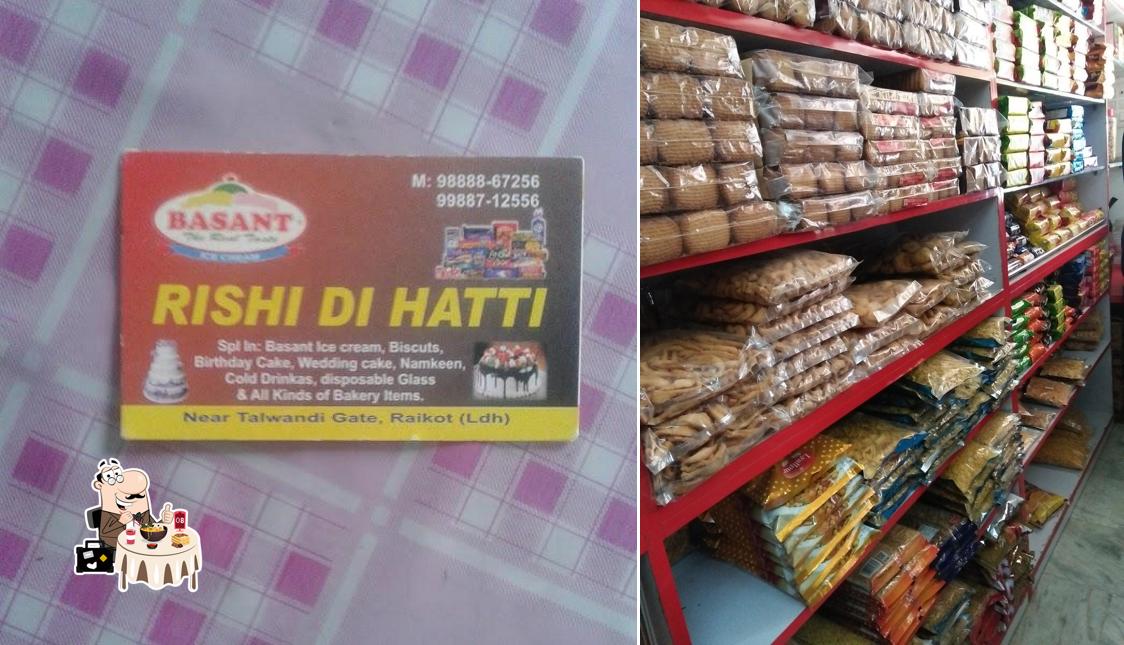 M: 98888-67256
99887-12556
BASANT
The Real Taste
ICE CREAM
RISHI DI HATTI
Spl In: Basant Ice cream, Biscuts,
Birthday Cake, Wedding cake, Namkeen,
Cold Drinkas, disposable Glass
& All Kinds of Bakery Items.
Near Talwandi Gate, Raikot (Ldh)